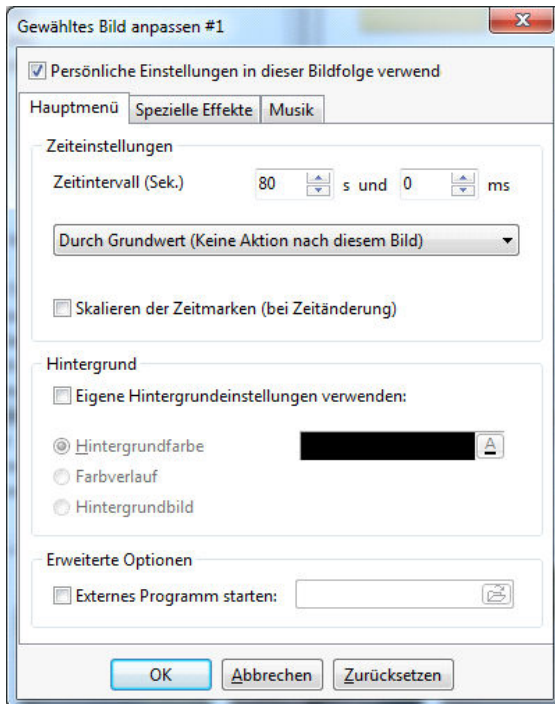 Gewähltes Bild anpassen #1
Persönliche Einstellungen in dieser Bildfolge verwend
Hauptmenü Spezielle Effekte Musik
Zeiteinstellungen
Zeitintervall (Sek.) 80 s und 0 ms
Durch Grundwert (Keine Aktion nach diesem Bild)
Skalieren der Zeitmarken (bei Zeitänderung)
Hintergrund
Eigene Hintergrundeinstellungen verwenden:
Hintergrundfarbe A
Farbverlauf
Hintergrundbild
Erweiterte Optionen
Externes Programm starten:
OK Abbrechen Zurücksetzen